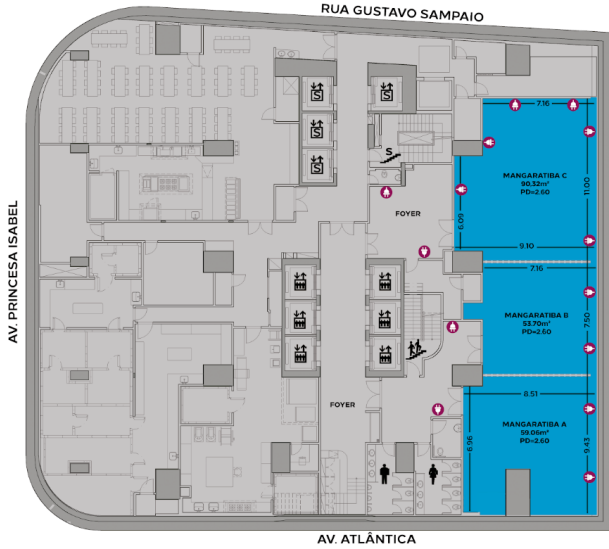 RUA GUSTAVO SAMPAIO
AV. PRINCESA ISABEL
S
S
S
S
S
7.16
MANGARATIBA C
90.32m²
PD=2.60
11.00
6.09
9.10
FOYER
7.16
MANGARATIBA B
53.70m²
PD=2.60
7.50
8.51
FOYER
MANGARATIBA A
59.06m²
PD=2.60
6.96
9.43
AV. ATLÂNTICA